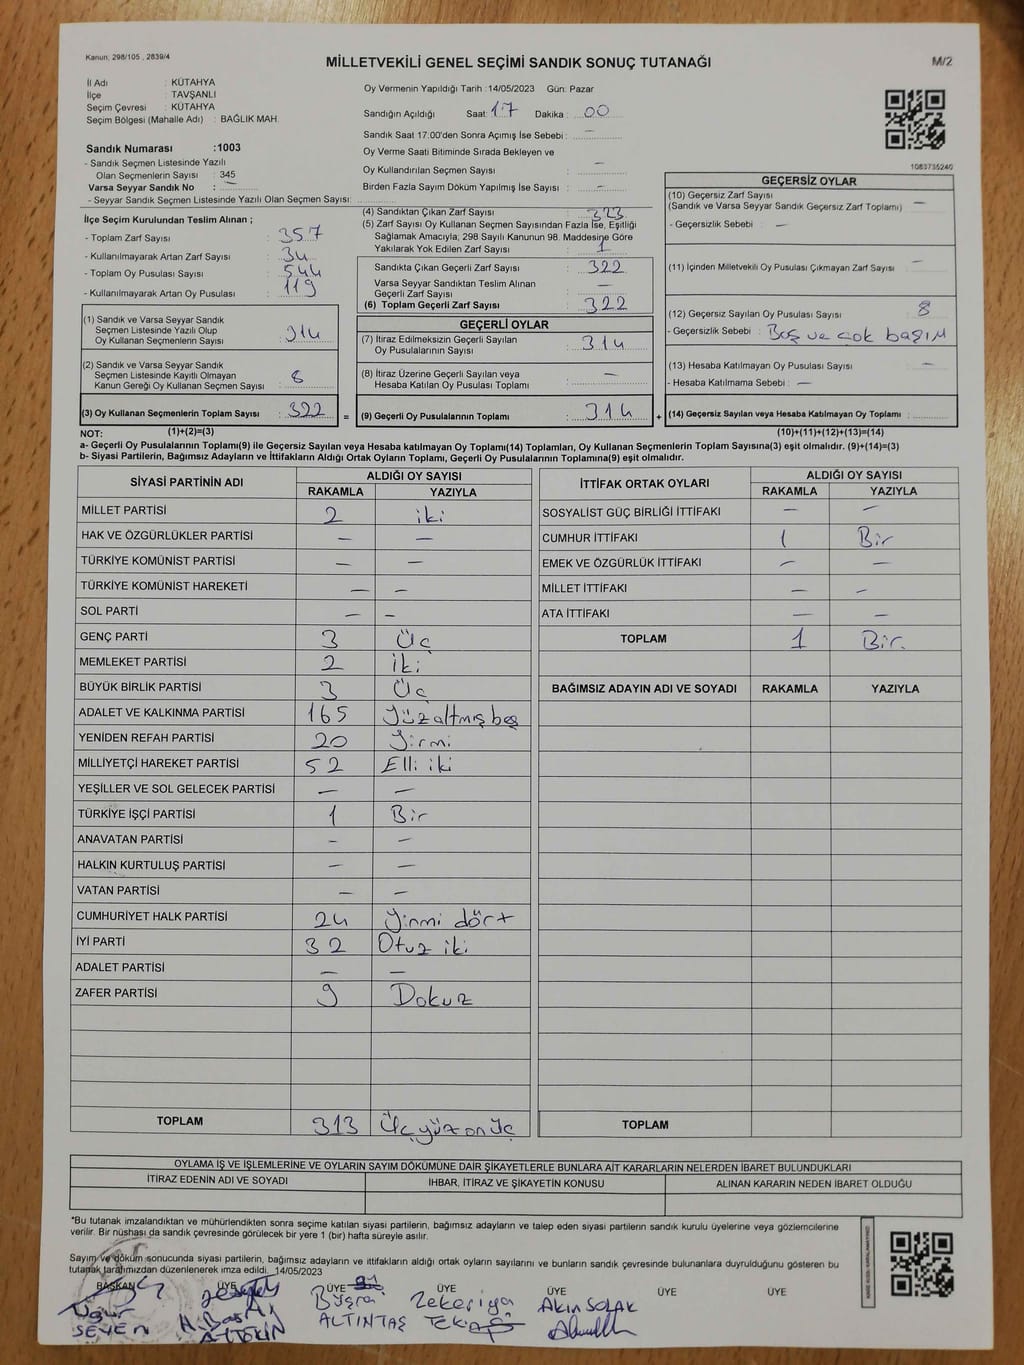 Kanun; 298/105 , 2839/4
MİLLETVEKİLİ GENEL SEÇİMİ SANDIK SONUÇ TUTANAĞI
M/2
İl Adı : KÜTAHYA
İlçe : TAVŞANLI
Seçim Çevresi : KÜTAHYA
Seçim Bölgesi (Mahalle Adı) : BAĞLIK MAH.
Sandık Numarası :1003
- Sandık Seçmen Listesinde Yazılı
Olan Seçmenlerin Sayısı : 345
Varsa Seyyar Sandık No : —
- Seyyar Sandık Seçmen Listesinde Yazılı Olan Seçmen Sayısı:
Oy Vermenin Yapıldığı Tarih :14/05/2023 Gün: Pazar
Sandığın Açıldığı Saat: 17 Dakika : 00
Sandık Saat 17:00'den Sonra Açımış İse Sebebi : —
Oy Verme Saati Bitiminde Sırada Bekleyen ve
Oy Kullandırılan Seçmen Sayısı : —
Birden Fazla Sayım Döküm Yapılmış İse Sayısı : —
1083735240
İlçe Seçim Kurulundan Teslim Alınan ;
- Toplam Zarf Sayısı : 357
- Kullanılmayarak Artan Zarf Sayısı : 34
- Toplam Oy Pusulası Sayısı : 544
- Kullanılmayarak Artan Oy Pusulası : 119
(1) Sandık ve Varsa Seyyar Sandık
Seçmen Listesinde Yazılı Olup
Oy Kullanan Seçmenlerin Sayısı : 314
(2) Sandık ve Varsa Seyyar Sandık
Seçmen Listesinde Kayıtlı Olmayan
Kanun Gereği Oy Kullanan Seçmen Sayısı : 8
(3) Oy Kullanan Seçmenlerin Toplam Sayısı : 322 =
(1)+(2)=(3)
(4) Sandıktan Çıkan Zarf Sayısı : 323
(5) Zarf Sayısı Oy Kullanan Seçmen Sayısından Fazla İse, Eşitliği
Sağlamak Amacıyla; 298 Sayılı Kanunun 98. Maddesine Göre
Yakılarak Yok Edilen Zarf Sayısı : 1
Sandıkta Çıkan Geçerli Zarf Sayısı : 322
Varsa Seyyar Sandıktan Teslim Alınan
Geçerli Zarf Sayısı : —
(6) Toplam Geçerli Zarf Sayısı : 322
GEÇERLİ OYLAR
(7) İtiraz Edilmeksizin Geçerli Sayılan
Oy Pusulalarının Sayısı : 314
(8) İtiraz Üzerine Geçerli Sayılan veya
Hesaba Katılan Oy Pusulası Toplamı : —
(9) Geçerli Oy Pusulalarının Toplamı : 314 +
GEÇERSİZ OYLAR
(10) Geçersiz Zarf Sayısı
(Sandık ve Varsa Seyyar Sandık Geçersiz Zarf Toplamı) —
- Geçersizlik Sebebi : —
(11) İçinden Milletvekili Oy Pusulası Çıkmayan Zarf Sayısı —
(12) Geçersiz Sayılan Oy Pusulası Sayısı : 8
- Geçersizlik Sebebi : Boş ve çok basım
(13) Hesaba Katılmayan Oy Pusulası Sayısı : —
- Hesaba Katılmama Sebebi : —
(14) Geçersiz Sayılan veya Hesaba Katılmayan Oy Toplamı :
(10)+(11)+(12)+(13)=(14)
NOT:
a- Geçerli Oy Pusulalarının Toplamı(9) ile Geçersiz Sayılan veya Hesaba katılmayan Oy Toplamı(14) Toplamları, Oy Kullanan Seçmenlerin Toplam Sayısına(3) eşit olmalıdır. (9)+(14)=(3)
b- Siyasi Partilerin, Bağımsız Adayların ve İttifakların Aldığı Ortak Oyların Toplamı, Geçerli Oy Pusulalarının Toplamına(9) eşit olmalıdır.
SİYASİ PARTİNİN ADI ALDIĞI OY SAYISI
RAKAMLA YAZIYLA
MİLLET PARTİSİ 2 iki
HAK VE ÖZGÜRLÜKLER PARTİSİ — —
TÜRKİYE KOMÜNİST PARTİSİ — —
TÜRKİYE KOMÜNİST HAREKETİ — —
SOL PARTİ — —
GENÇ PARTİ 3 Üç
MEMLEKET PARTİSİ 2 iki
BÜYÜK BİRLİK PARTİSİ 3 Üç
ADALET VE KALKINMA PARTİSİ 165 Yüzaltmış beş
YENİDEN REFAH PARTİSİ 20 Yirmi
MİLLİYETÇİ HAREKET PARTİSİ 52 Elli iki
YEŞİLLER VE SOL GELECEK PARTİSİ — —
TÜRKİYE İŞÇİ PARTİSİ 1 Bir
ANAVATAN PARTİSİ — —
HALKIN KURTULUŞ PARTİSİ — —
VATAN PARTİSİ — —
CUMHURİYET HALK PARTİSİ 24 Yirmi dört
İYİ PARTİ 32 Otuz iki
ADALET PARTİSİ — —
ZAFER PARTİSİ 9 Dokuz
TOPLAM 313 Üçyüzonüç
İTTİFAK ORTAK OYLARI ALDIĞI OY SAYISI
RAKAMLA YAZIYLA
SOSYALİST GÜÇ BİRLİĞİ İTTİFAKI — —
CUMHUR İTTİFAKI 1 Bir
EMEK VE ÖZGÜRLÜK İTTİFAKI — —
MİLLET İTTİFAKI — —
ATA İTTİFAKI — —
TOPLAM 1 Bir.
BAĞIMSIZ ADAYIN ADI VE SOYADI RAKAMLA YAZIYLA
TOPLAM
OYLAMA İŞ VE İŞLEMLERİNE VE OYLARIN SAYIM DÖKÜMÜNE DAİR ŞİKAYETLERLE BUNLARA AİT KARARLARIN NELERDEN İBARET BULUNDUKLARI
İTİRAZ EDENİN ADI VE SOYADI İHBAR, İTİRAZ VE ŞİKAYETİN KONUSU ALINAN KARARIN NEDEN İBARET OLDUĞU
*Bu tutanak imzalandıktan ve mühürlendikten sonra seçime katılan siyasi partilerin, bağımsız adayların ve talep eden siyasi partilerin sandık kurulu üyelerine veya gözlemcilerine
verilir. Bir nüshası da sandık çevresinde görülecek bir yere 1 (bir) hafta süreyle asılır.
Sayım ve döküm sonucunda siyasi partilerin, bağımsız adayların ve ittifakların aldığı ortak oyların sayılarını ve bunların sandık çevresinde bulunanlara duyrulduğunu gösteren bu
tutanak tarafımızdan düzenlenerek imza edildi. 14/05/2023
BAŞKAN ÜYE ÜYE ÜYE ÜYE ÜYE ÜYE
Uğur SEVEN
Büşra ALTINTAŞ
Zekeriya
Akın SOLAK